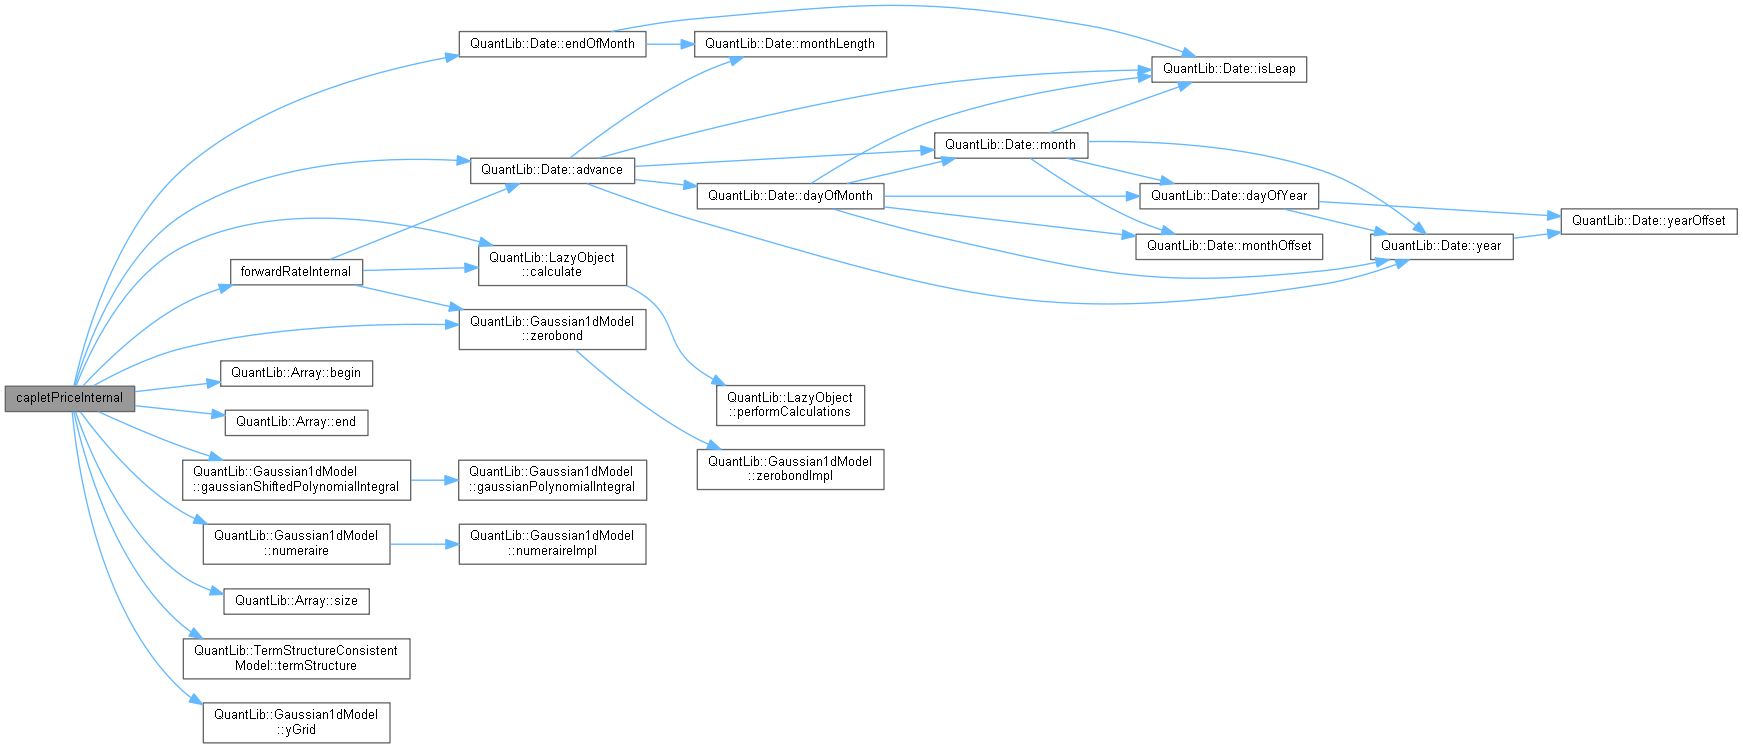 QuantLib::Date::endOfMonth
QuantLib::Date::monthLength
QuantLib::Date::isLeap
QuantLib::Date::month
QuantLib::Date::advance
QuantLib::Date::dayOfMonth
QuantLib::Date::dayOfYear
QuantLib::Date::yearOffset
QuantLib::Date::monthOffset
QuantLib::Date::year
QuantLib::LazyObject
::calculate
forwardRateInternal
QuantLib::Gaussian1dModel
::zerobond
QuantLib::Array::begin
capletPriceInternal
QuantLib::LazyObject
::performCalculations
QuantLib::Array::end
QuantLib::Gaussian1dModel
::zerobondImpl
QuantLib::Gaussian1dModel
::gaussianShiftedPolynomialIntegral
QuantLib::Gaussian1dModel
::gaussianPolynomialIntegral
QuantLib::Gaussian1dModel
::numeraire
QuantLib::Gaussian1dModel
::numeraireImpl
QuantLib::Array::size
QuantLib::TermStructureConsistent
Model::termStructure
QuantLib::Gaussian1dModel
::yGrid